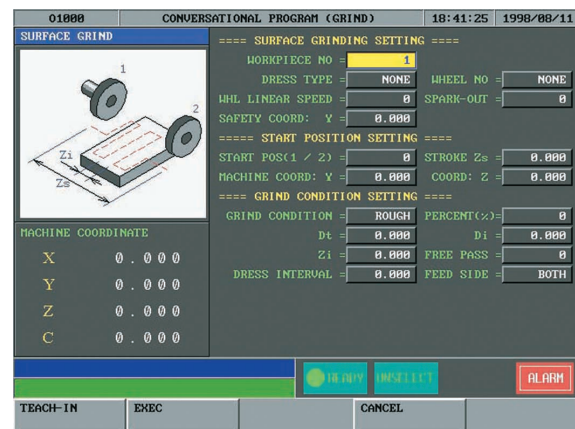 O1000 CONVERSATIONAL PROGRAM (GRIND) 18:41:25 1998/08/11
SURFACE GRIND
1
2
Zi
Zs
==== SURFACE GRINDING SETTING ====
WORKPIECE NO = 1
DRESS TYPE = NONE WHEEL NO = NONE
WHL LINEAR SPEED = 0 SPARK-OUT = 0
SAFETY COORD: Y = 0.000
===== START POSITION SETTING ====
START POS(1 / 2) = 0 STROKE Zs = 0.000
MACHINE COORD: Y = 0.000 COORD: Z = 0.000
==== GRIND CONDITION SETTING ====
GRIND CONDITION = ROUGH PERCENT(%)= 0
Dt = 0.000 Di = 0.000
Zi = 0.000 FREE PASS = 0
DRESS INTERVAL = 0.000 FEED SIDE = BOTH
MACHINE COORDINATE
X 0.000
Y 0.000
Z 0.000
C 0.000
READY UNSELECT ALARM
TEACH-IN EXEC CANCEL